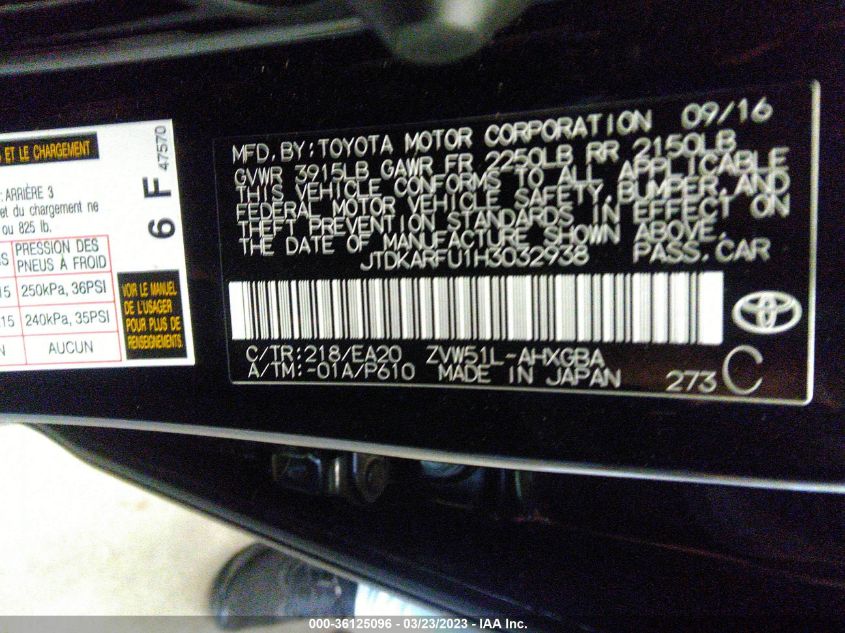 ET LE CHARGEMENT
ARRIÈRE 3
et du chargement ne
ou 825 lb.
PRESSION DES
PNEUS À FROID
15 250kPa, 36PSI
15 240kPa, 35PSI
N AUCUN
6 F 47570
VOIR LE MANUEL
DE L'USAGER
POUR PLUS DE
RENSEIGNEMENTS
MFD. BY: TOYOTA MOTOR CORPORATION 09/16
GVWR 3915LB GAWR FR 2250LB RR 2150LB
THIS VEHICLE CONFORMS TO ALL APPLICABLE
FEDERAL MOTOR VEHICLE SAFETY, BUMPER, AND
THEFT PREVENTION STANDARDS IN EFFECT ON
THE DATE OF MANUFACTURE SHOWN ABOVE.
JTDKARFU1H3032938 PASS. CAR
C/TR: 218/EA20 ZVW51L-AHXGBA
A/TM: -01A/P610 MADE IN JAPAN 273 C
000-36125096 - 03/23/2023 - IAA Inc.